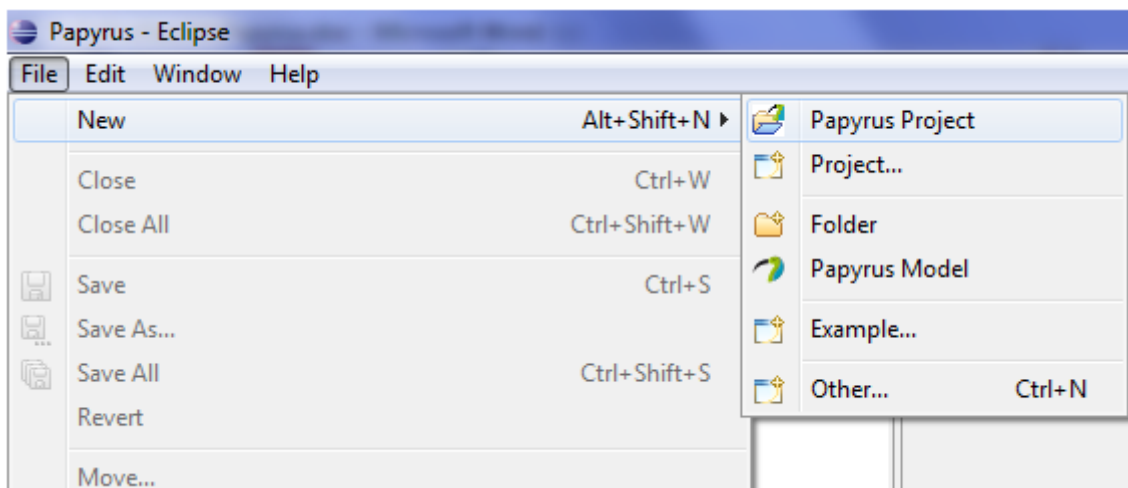 Papyrus - Eclipse
File Edit Window Help
New Alt+Shift+N
Close Ctrl+W
Close All Ctrl+Shift+W
Save Ctrl+S
Save As...
Save All Ctrl+Shift+S
Revert
Move...
Papyrus Project
Project...
Folder
Papyrus Model
Example...
Other... Ctrl+N